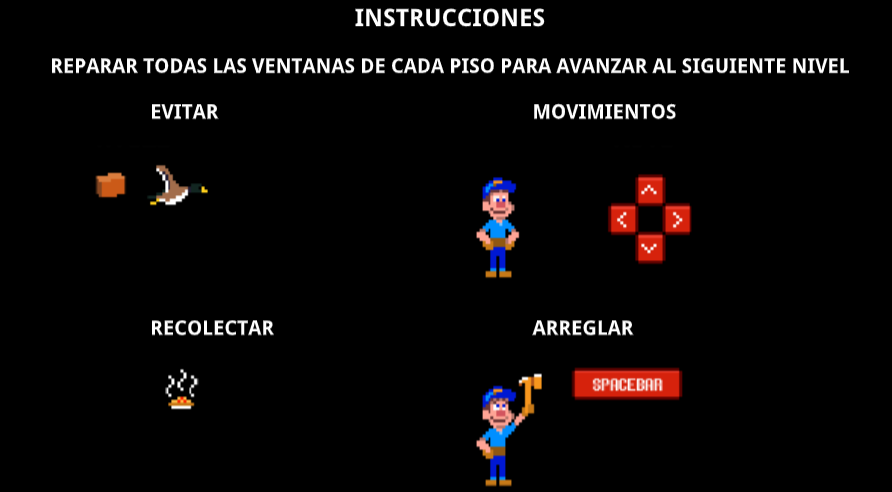 INSTRUCCIONES
REPARAR TODAS LAS VENTANAS DE CADA PISO PARA AVANZAR AL SIGUIENTE NIVEL
EVITAR
MOVIMIENTOS
RECOLECTAR
ARREGLAR
SPACEBAR